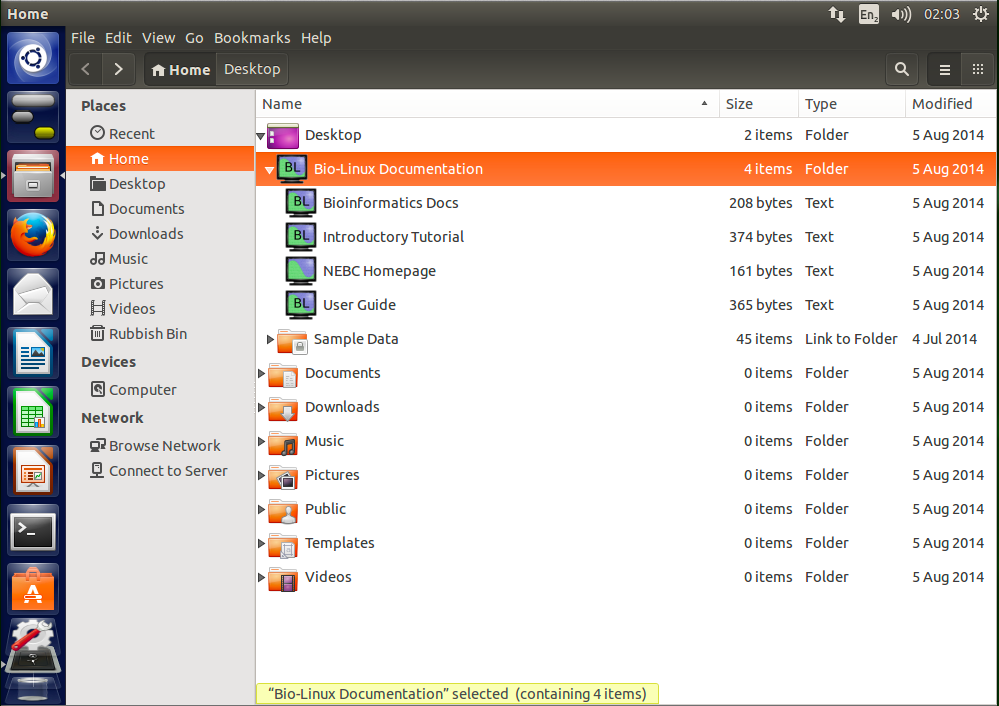 Home En2 02:03
File Edit View Go Bookmarks Help
Home Desktop
Places
Recent
Home
Desktop
Documents
Downloads
Music
Pictures
Videos
Rubbish Bin
Devices
Computer
Network
Browse Network
Connect to Server
Name Size Type Modified
Desktop 2 items Folder 5 Aug 2014
BL Bio-Linux Documentation 4 items Folder 5 Aug 2014
BL Bioinformatics Docs 208 bytes Text 5 Aug 2014
BL Introductory Tutorial 374 bytes Text 5 Aug 2014
NEBC Homepage 161 bytes Text 5 Aug 2014
BL User Guide 365 bytes Text 5 Aug 2014
Sample Data 45 items Link to Folder 4 Jul 2014
Documents 0 items Folder 5 Aug 2014
Downloads 0 items Folder 5 Aug 2014
Music 0 items Folder 5 Aug 2014
Pictures 0 items Folder 5 Aug 2014
Public 0 items Folder 5 Aug 2014
Templates 0 items Folder 5 Aug 2014
Videos 0 items Folder 5 Aug 2014
“Bio-Linux Documentation” selected (containing 4 items)